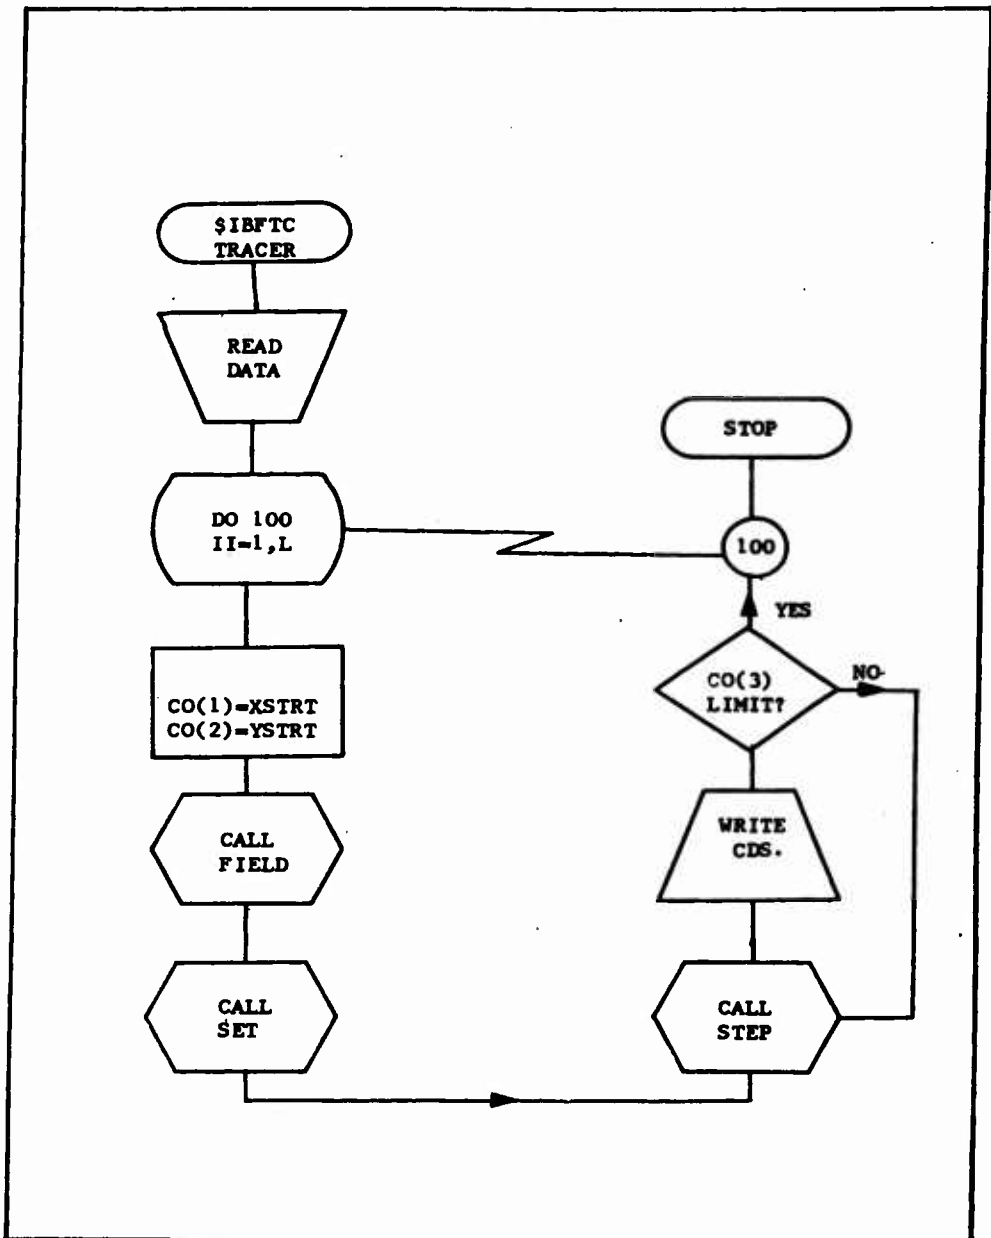 $IBFTC
TRACER
READ
DATA
DO 100
II=1,L
CO(1)=XSTRT
CO(2)=YSTRT
CALL
FIELD
CALL
SET
CALL
STEP
WRITE
CDS.
CO(3)
LIMIT?
NO
YES
100
STOP